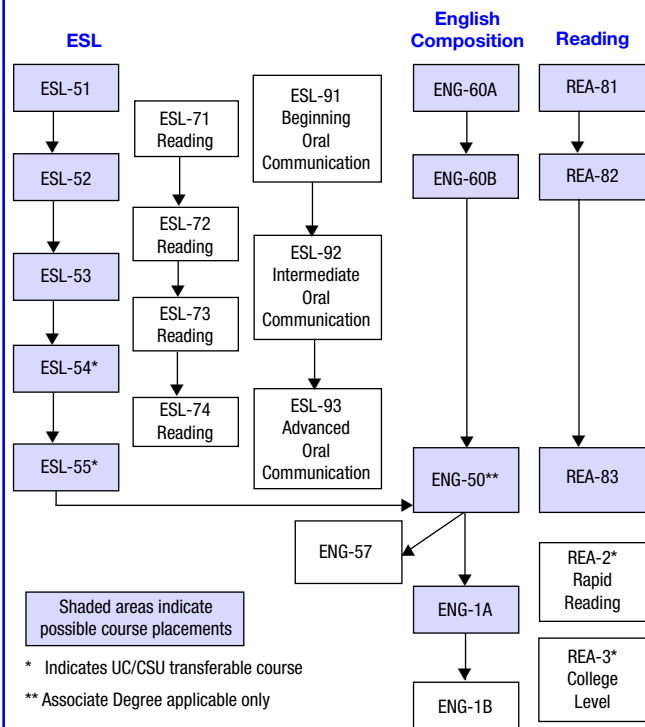 ESL
English
Composition
Reading
ESL-51
ESL-52
ESL-53
ESL-54*
ESL-55*
ESL-71
Reading
ESL-72
Reading
ESL-73
Reading
ESL-74
Reading
ESL-91
Beginning
Oral
Communication
ESL-92
Intermediate
Oral
Communication
ESL-93
Advanced
Oral
Communication
ENG-60A
ENG-60B
ENG-50**
ENG-57
ENG-1A
ENG-1B
REA-81
REA-82
REA-83
REA-2*
Rapid
Reading
REA-3*
College
Level
Shaded areas indicate
possible course placements
* Indicates UC/CSU transferable course
** Associate Degree applicable only